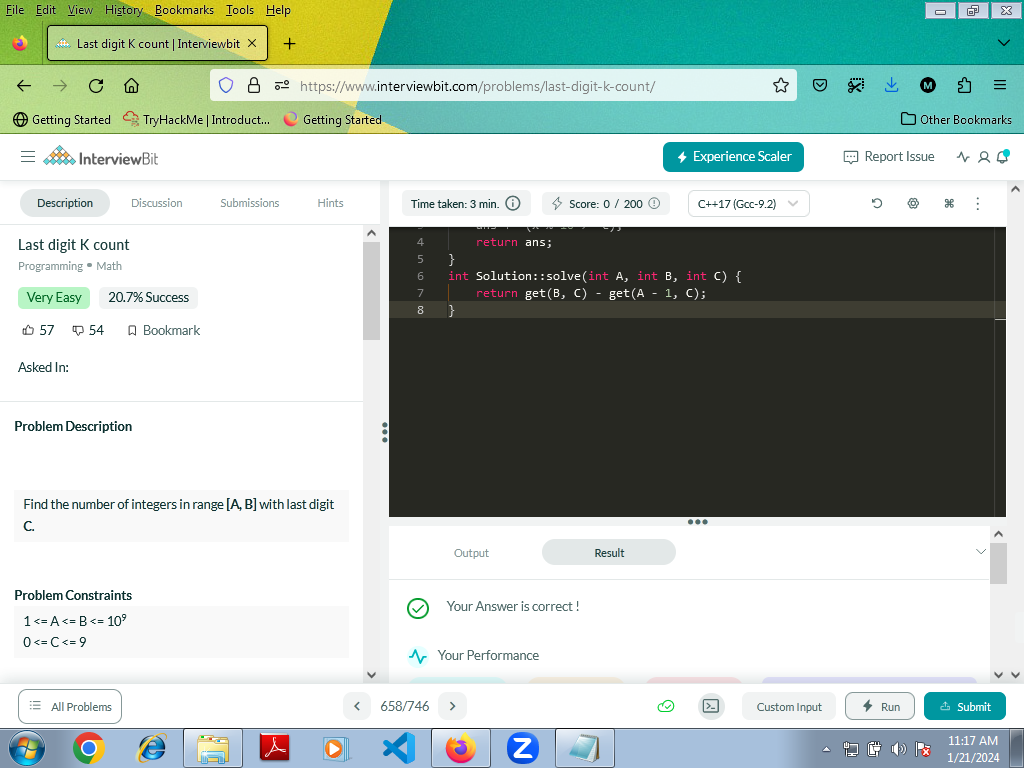 File Edit View History Bookmarks Tools Help
Last digit K count | Interviewbit
https://www.interviewbit.com/problems/last-digit-k-count/
Getting Started TryHackMe | Introduct... Getting Started Other Bookmarks
InterviewBit Experience Scaler Report Issue
Description Discussion Submissions Hints
Time taken: 3 min. Score: 0 / 200 C++17 (Gcc-9.2)
Last digit K count
Programming • Math
Very Easy 20.7% Success
57 54 Bookmark
Asked In:
Problem Description
Find the number of integers in range [A, B] with last digit
C.
Problem Constraints
1 <= A <= B <= 10⁹
0 <= C <= 9
4 return ans;
5 }
6 int Solution::solve(int A, int B, int C) {
7 return get(B, C) - get(A - 1, C);
8 }
Output Result
Your Answer is correct !
Your Performance
All Problems 658/746 Custom Input Run Submit
11:17 AM
1/21/2024